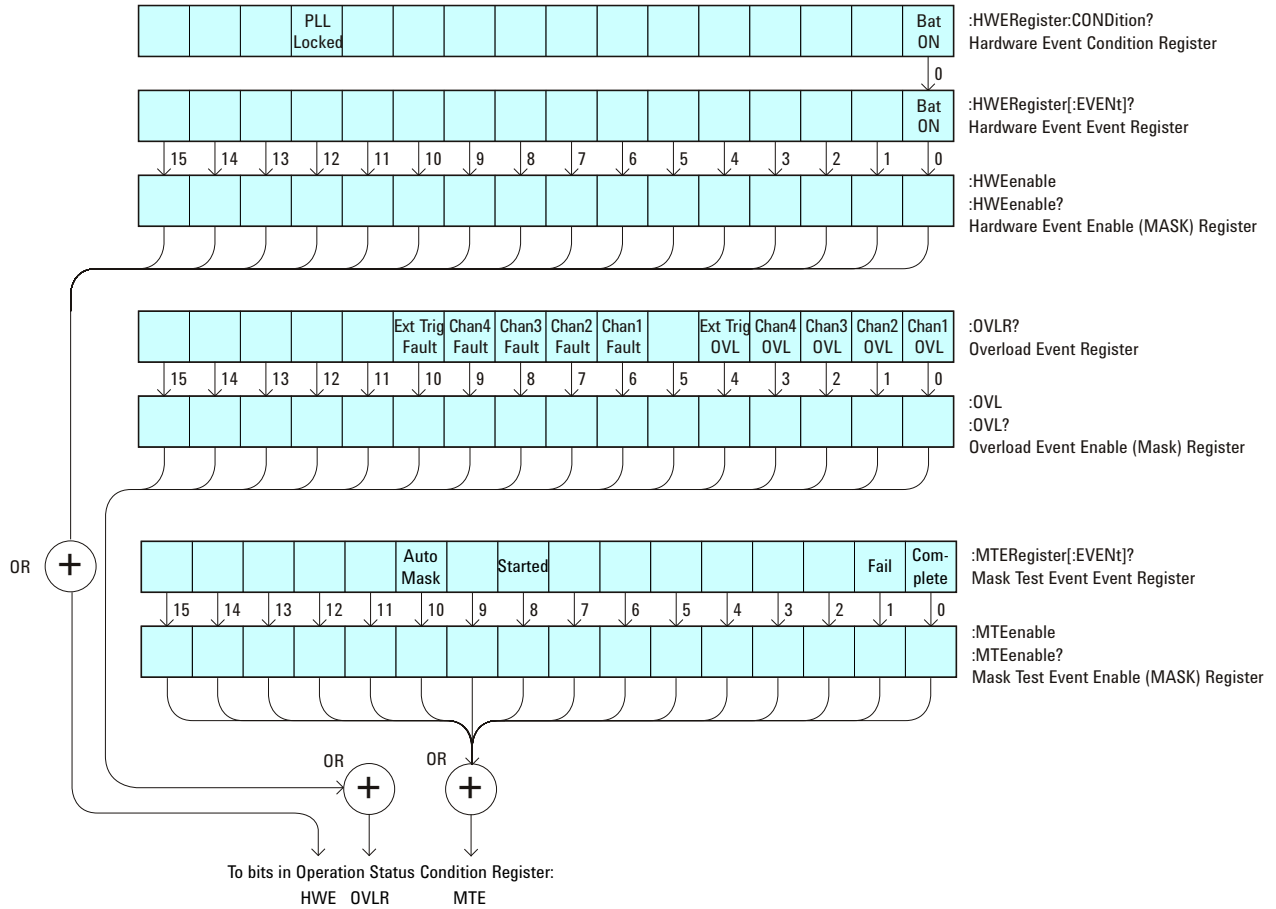 PLL Locked
Bat ON
:HWERegister:CONDition?
Hardware Event Condition Register
0
Bat ON
:HWERegister[:EVENt]?
Hardware Event Event Register
15 14 13 12 11 10 9 8 7 6 5 4 3 2 1 0
:HWEenable
:HWEenable?
Hardware Event Enable (MASK) Register
Ext Trig Fault
Chan4 Fault
Chan3 Fault
Chan2 Fault
Chan1 Fault
Ext Trig OVL
Chan4 OVL
Chan3 OVL
Chan2 OVL
Chan1 OVL
:OVLR?
Overload Event Register
15 14 13 12 11 10 9 8 7 6 5 4 3 2 1 0
:OVL
:OVL?
Overload Event Enable (Mask) Register
OR +
Auto Mask
Started
Fail
Com-
plete
:MTERegister[:EVENt]?
Mask Test Event Event Register
15 14 13 12 11 10 9 8 7 6 5 4 3 2 1 0
:MTEenable
:MTEenable?
Mask Test Event Enable (MASK) Register
OR +
OR +
To bits in Operation Status Condition Register:
HWE OVLR MTE